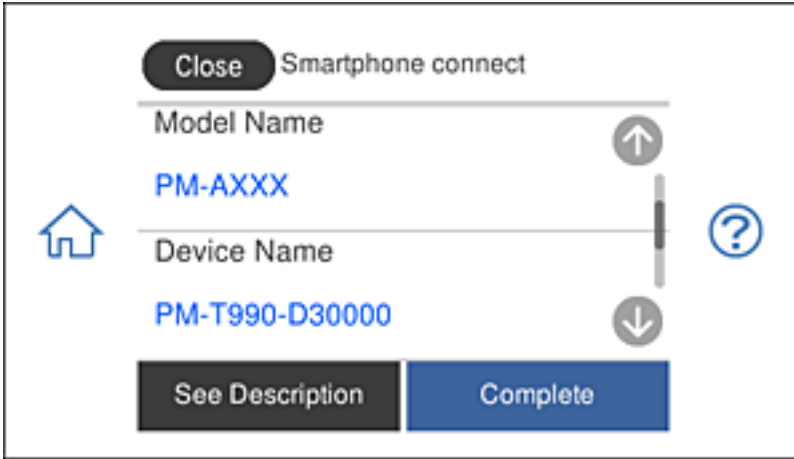 Close Smartphone connect
Model Name
PM-AXXX
Device Name
PM-T990-D30000
See Description Complete
?